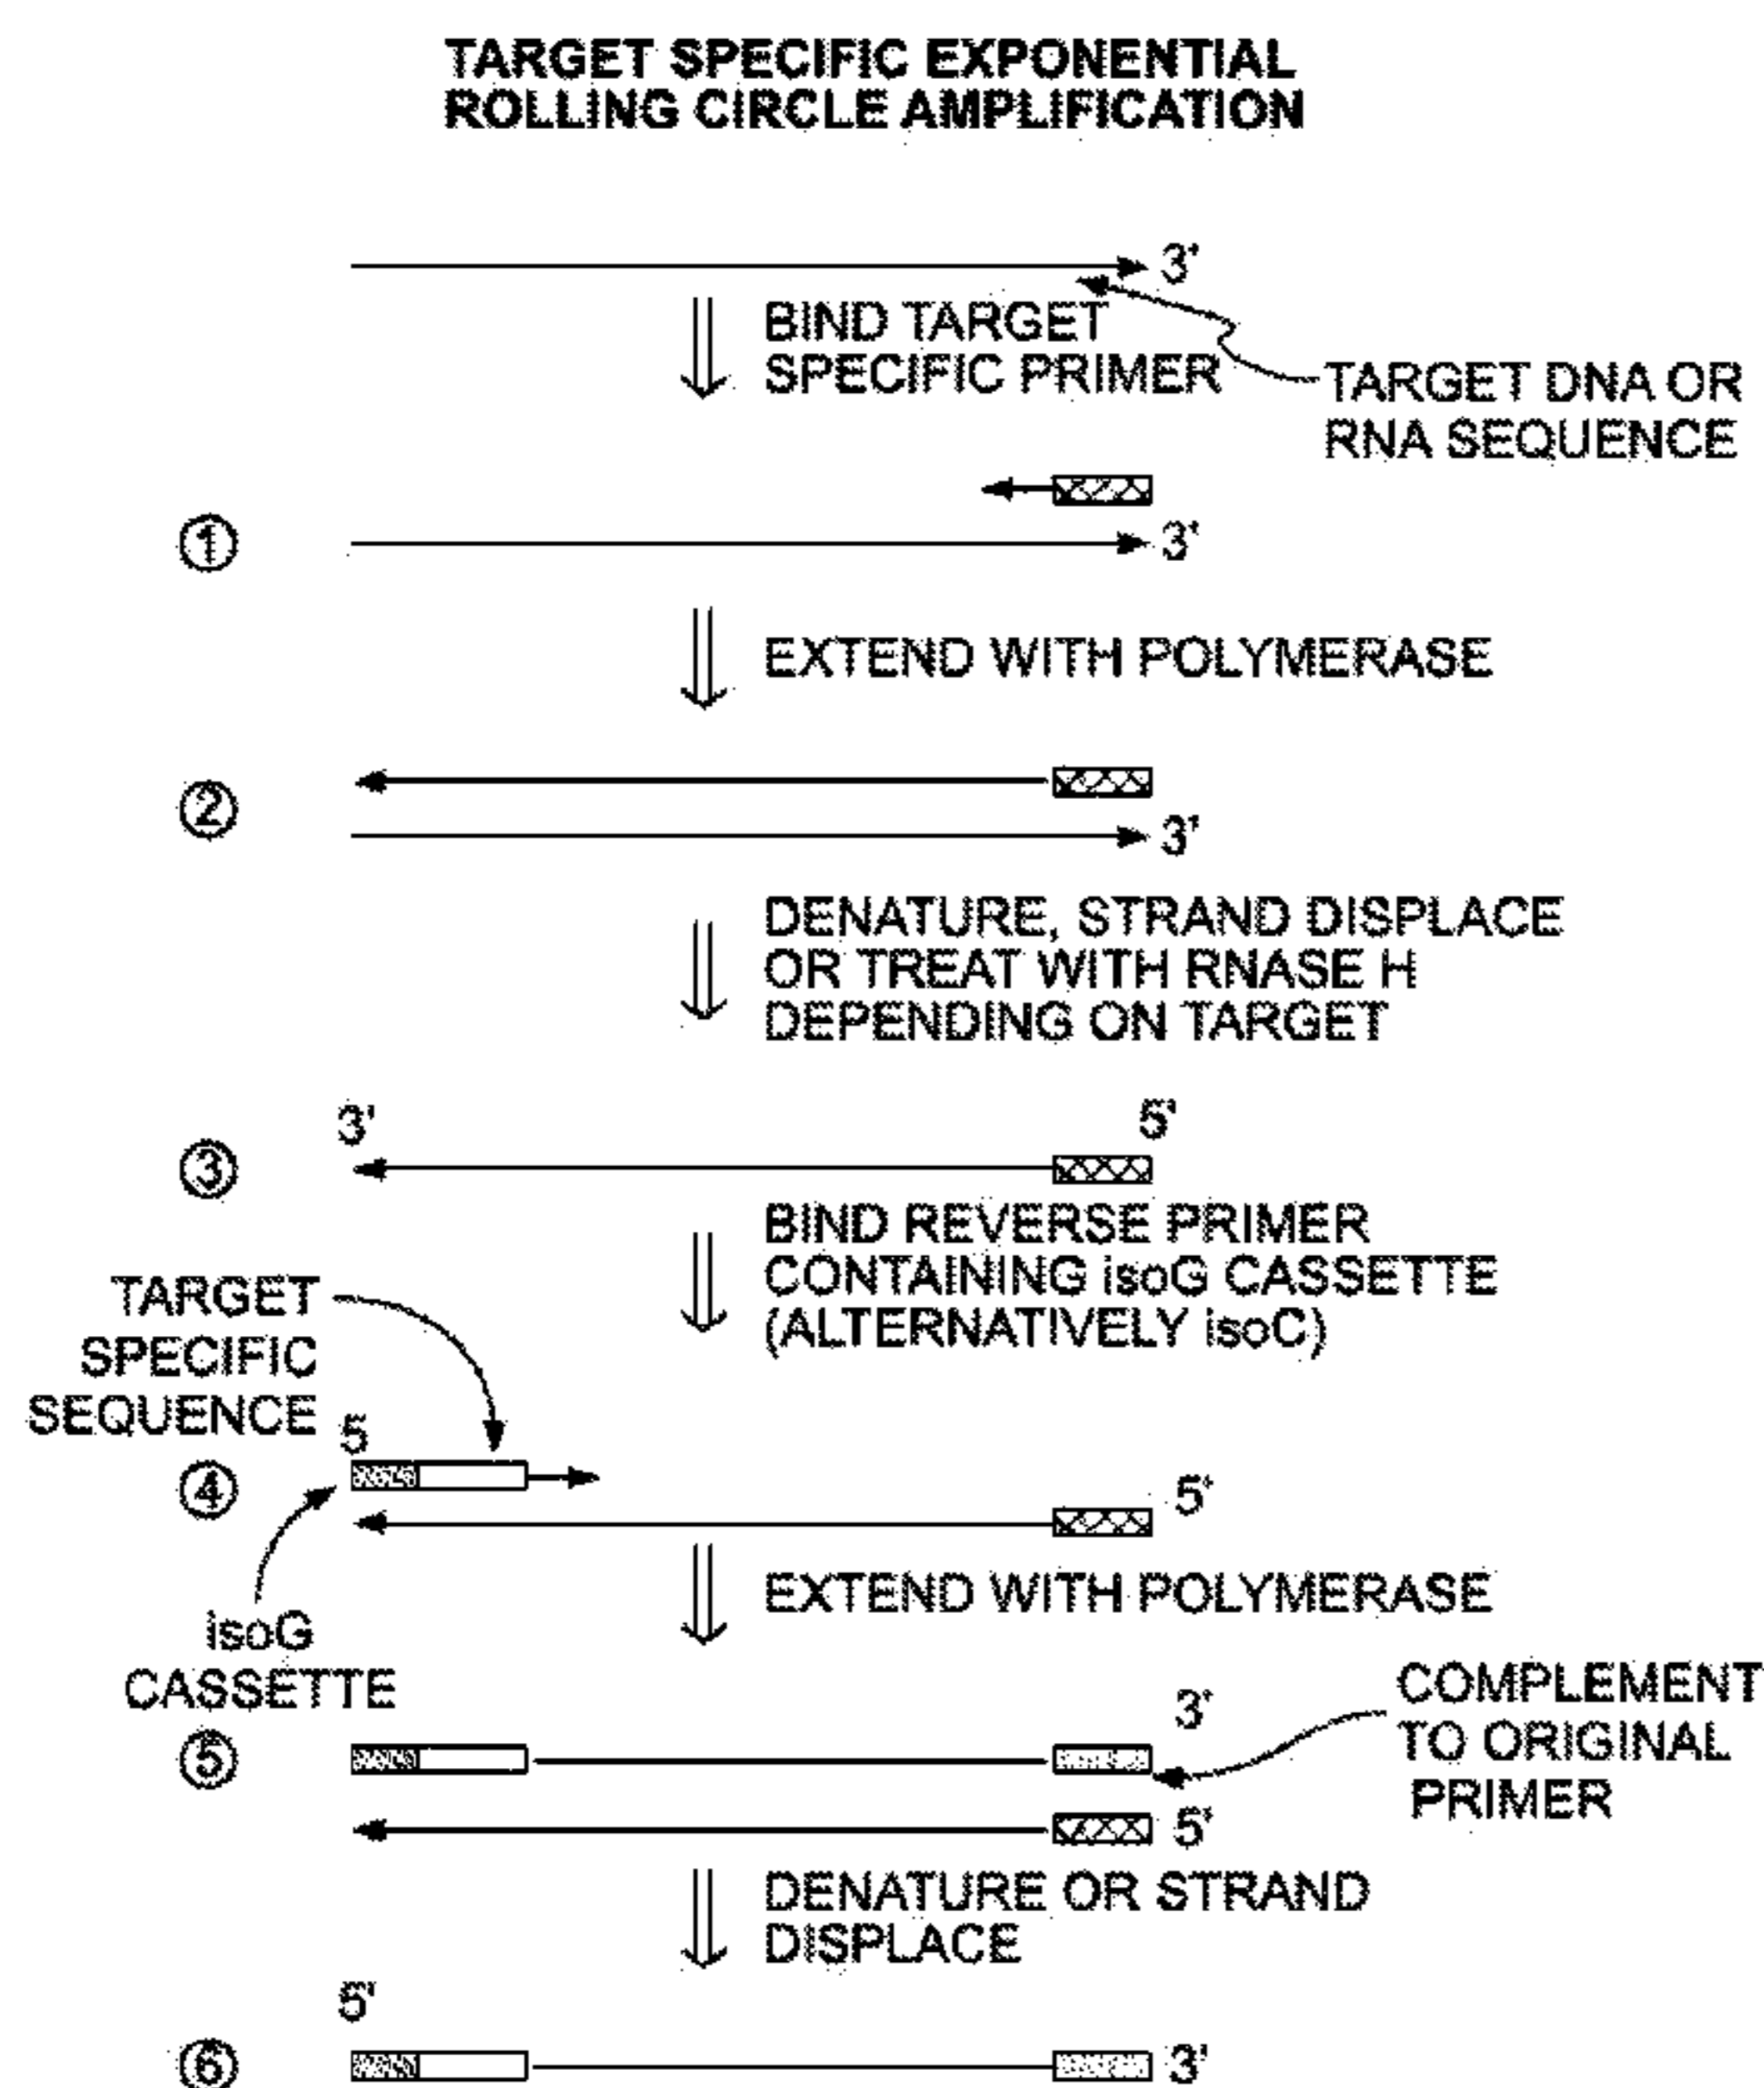 TARGET SPECIFIC EXPONENTIAL
ROLLING CIRCLE AMPLIFICATION
3'
BIND TARGET
SPECIFIC PRIMER
TARGET DNA OR
RNA SEQUENCE
1
3'
EXTEND WITH POLYMERASE
2
3'
DENATURE, STRAND DISPLACE
OR TREAT WITH RNASE H
DEPENDING ON TARGET
3'
5'
3
BIND REVERSE PRIMER
CONTAINING isoG CASSETTE
(ALTERNATIVELY isoC)
TARGET
SPECIFIC
SEQUENCE
5
4
5'
isoG
CASSETTE
EXTEND WITH POLYMERASE
3'
COMPLEMENT
TO ORIGINAL
PRIMER
5
5'
DENATURE OR STRAND
DISPLACE
5'
6
3'